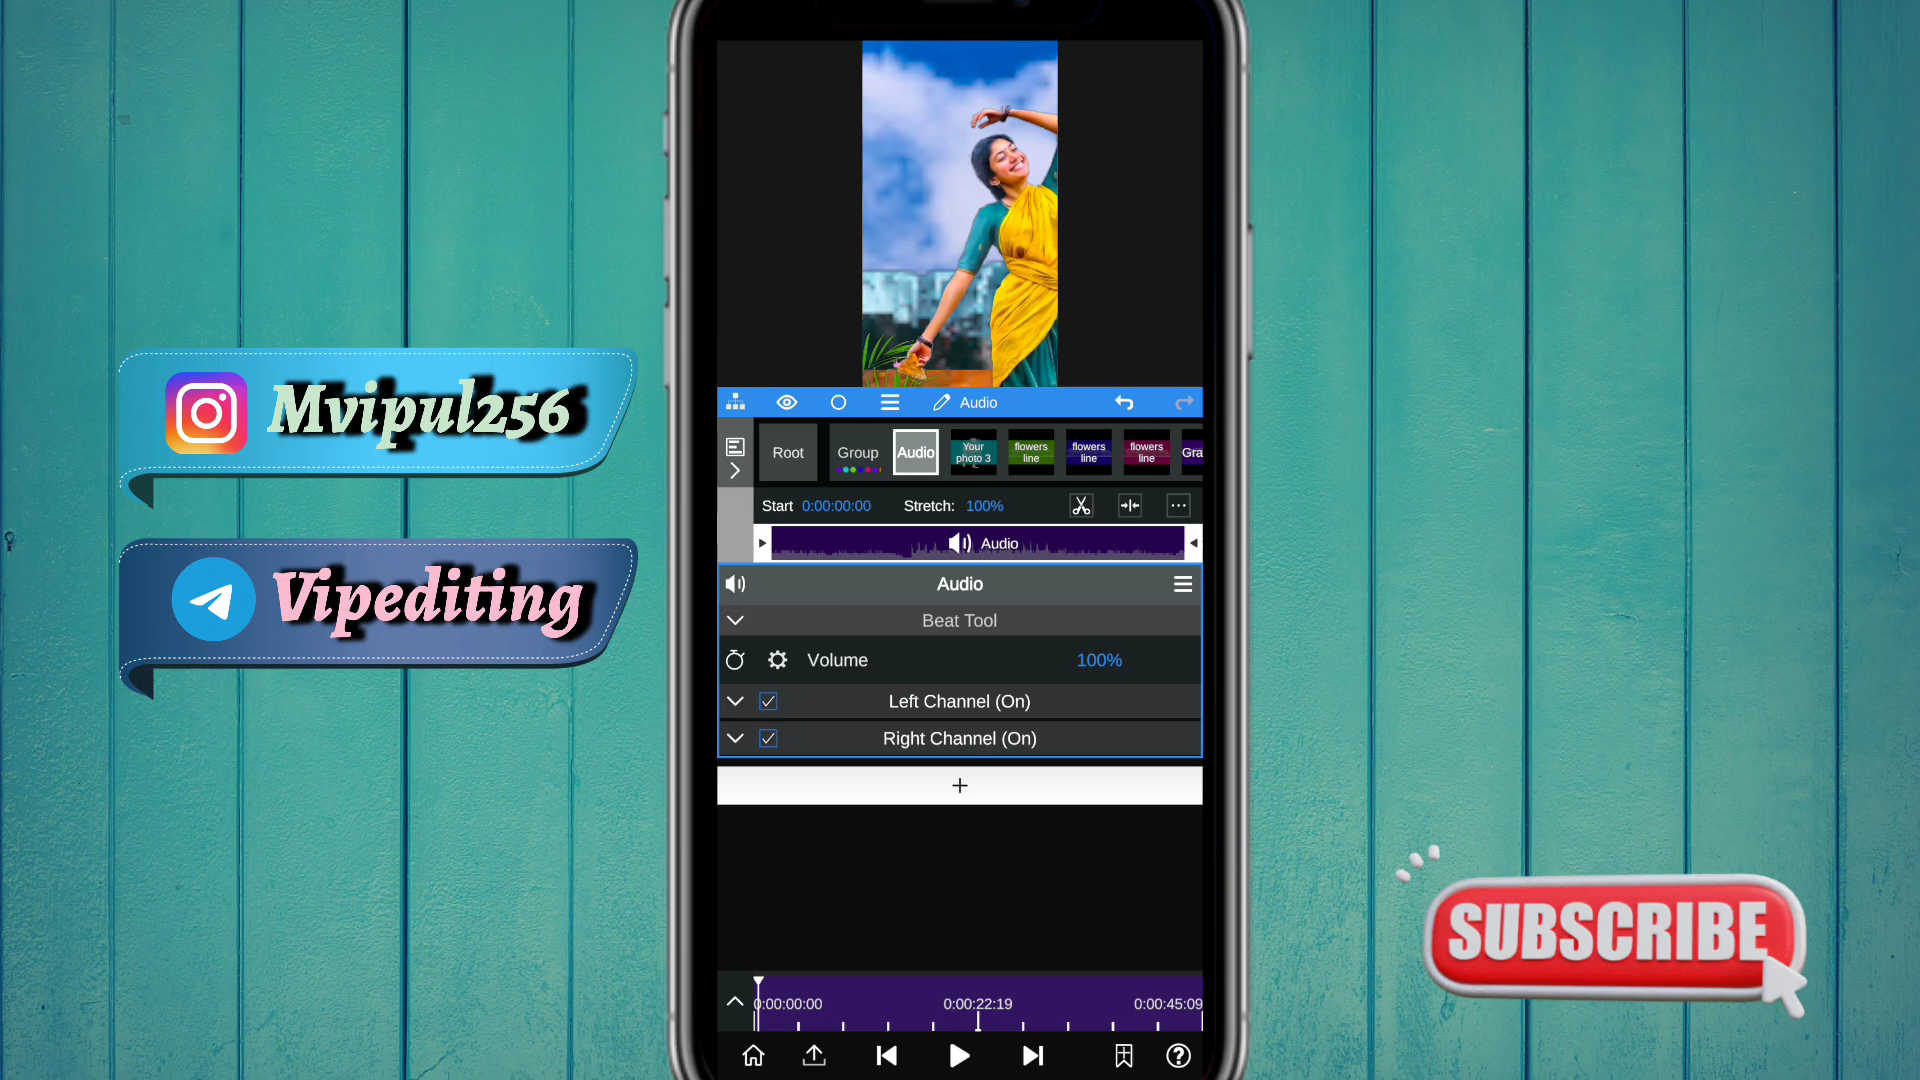 Mvipul256
Vipediting
Audio
Root
Group
Audio
Your photo 3
flowers line
flowers line
flowers line
Gra
Start 0:00:00:00 Stretch: 100%
Audio
Audio
Beat Tool
Volume 100%
Left Channel (On)
Right Channel (On)
+
0:00:00:00 0:00:22:19 0:00:45:09
SUBSCRIBE